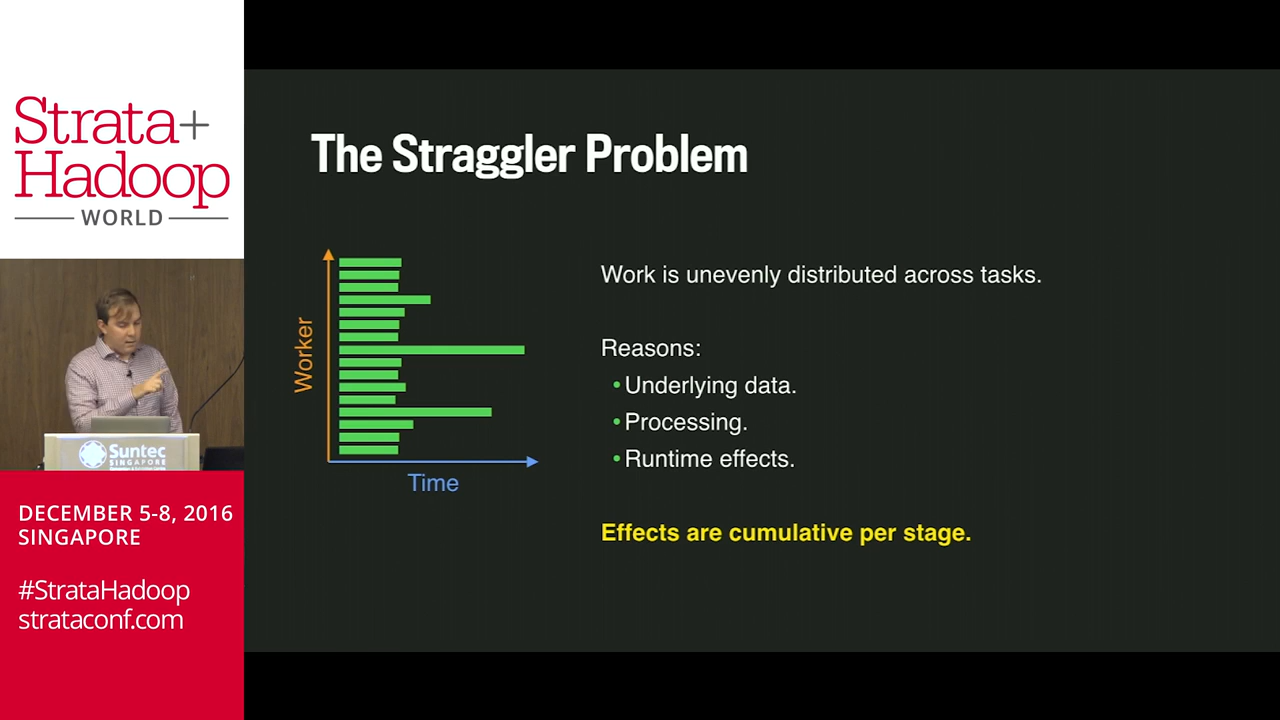 Strata+
Hadoop
WORLD
Suntec
SINGAPORE
DECEMBER 5-8, 2016
SINGAPORE
#StrataHadoop
strataconf.com
The Straggler Problem
Worker
Time
Work is unevenly distributed across tasks.
Reasons:
•Underlying data.
•Processing.
•Runtime effects.
Effects are cumulative per stage.